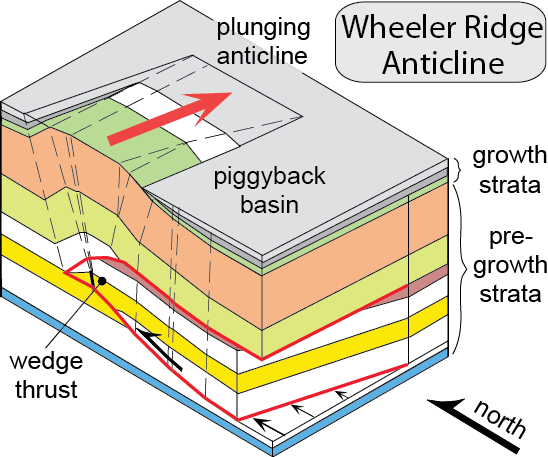 Wheeler Ridge
Anticline
plunging
anticline
piggyback
basin
growth
strata
pre-
growth
strata
wedge
thrust
north